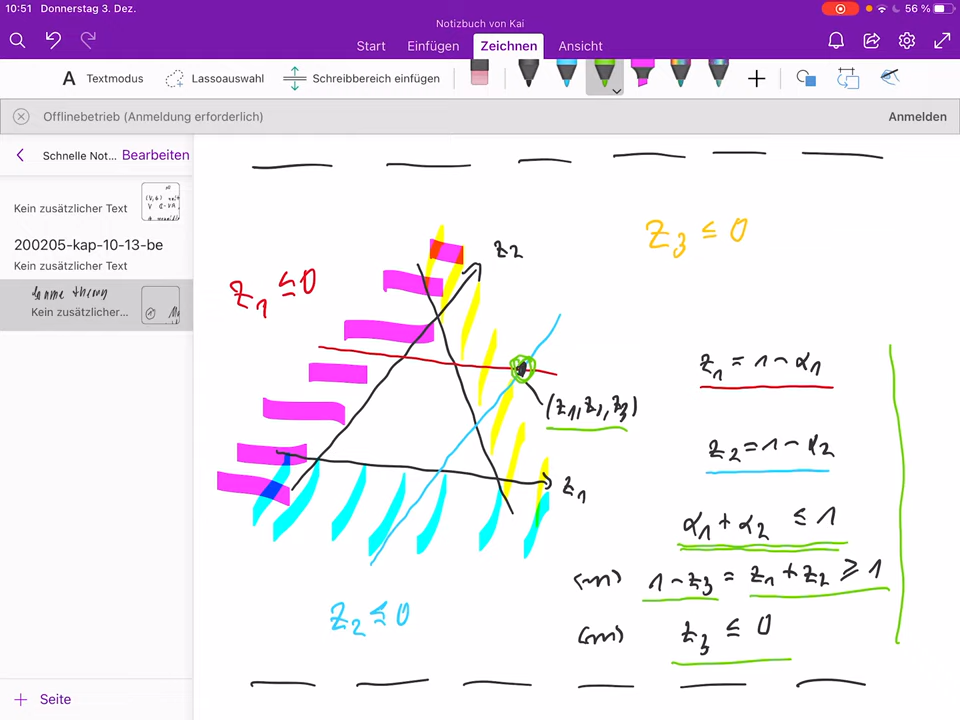 10:51 Donnerstag 3. Dez.
56 %
Notizbuch von Kai
Start Einfügen Zeichnen Ansicht
A Textmodus Lassoauswahl Schreibbereich einfügen
Offlinebetrieb (Anmeldung erforderlich) Anmelden
Schnelle Not... Bearbeiten
Kein zusätzlicher Text
200205-kap-10-13-be
Kein zusätzlicher Text
Kein zusätzlicher...
+ Seite
z3 ≤ 0
z2
z1 ≤ 0
z1 = 1 - α1
(z1, z2, z3)
z2 = 1 - α2
z1
α1 + α2 ≤ 1
1 - z3 = z1 + z2 ≥ 1
z2 ≤ 0
z3 ≤ 0